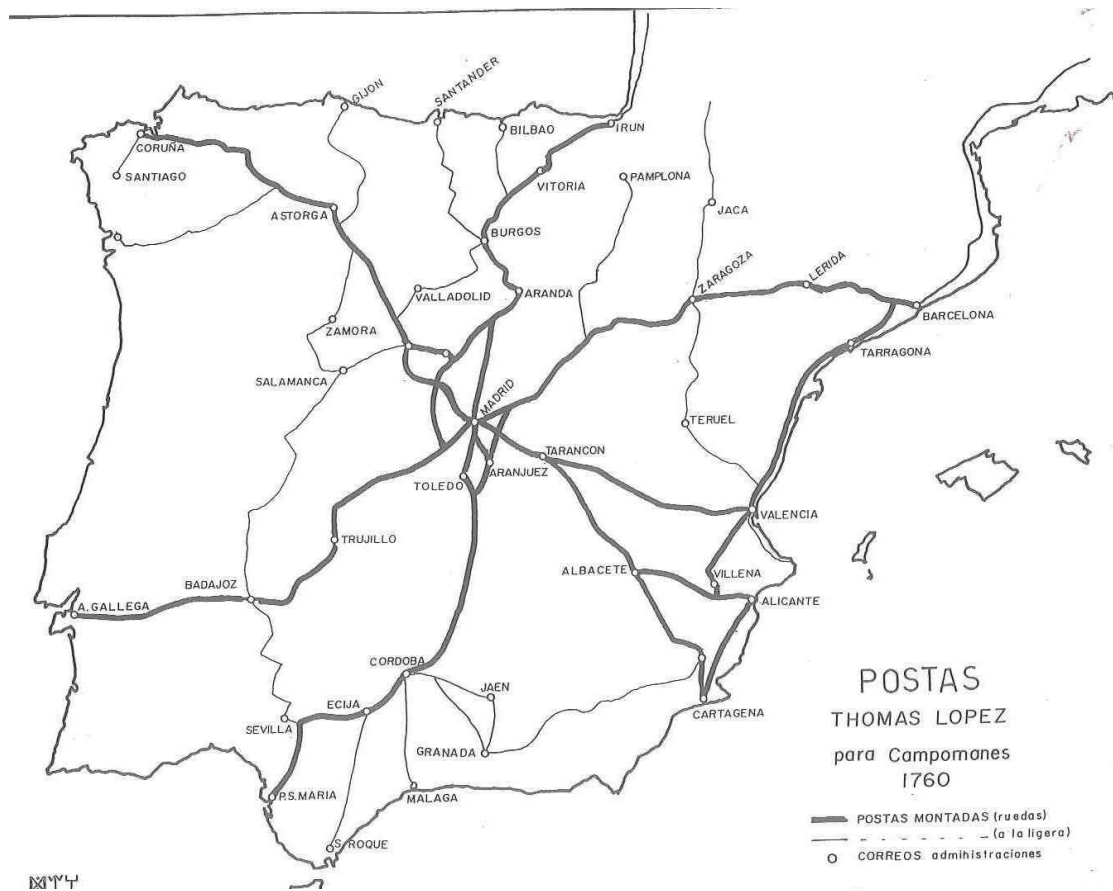 GIJON
SANTANDER
BILBAO
IRUN
CORUÑA
SANTIAGO
VITORIA
PAMPLONA
ASTORGA
JACA
BURGOS
ZARAGOZA
LERIDA
VALLADOLID
ARANDA
BARCELONA
ZAMORA
TARRAGONA
SALAMANCA
MADRID
TERUEL
TARANCON
TOLEDO
ARANJUEZ
VALENCIA
TRUJILLO
ALBACETE
VILLENA
BADAJOZ
A. GALLEGA
ALICANTE
CORDOBA
JAEN
ECIJA
CARTAGENA
SEVILLA
GRANADA
P.S.MARIA
MALAGA
S. ROQUE
POSTAS
THOMAS LOPEZ
para Campomanes
1760
POSTAS MONTADAS (ruedas)
(a la ligera)
CORREOS administraciones